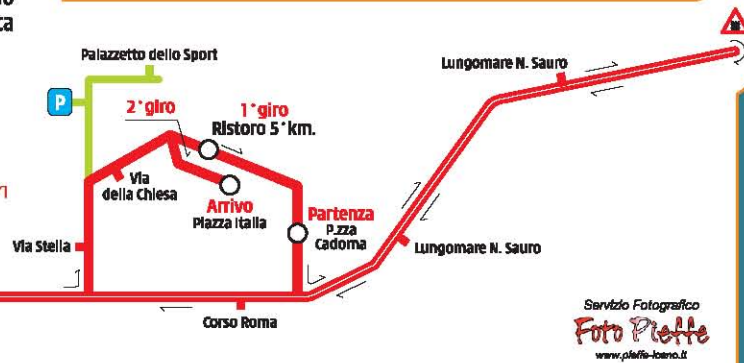 ta
Palazzetto dello Sport
Lungomare N. Sauro
P
2° giro
1° giro
Ristoro 5° km.
Via
della Chiesa
Arrivo
Piazza Italia
Partenza
P.zza
Cadorna
Via Stella
Lungomare N. Sauro
Corso Roma
Servizio Fotografico
Foto Pieffe
www.pieffe-loano.it